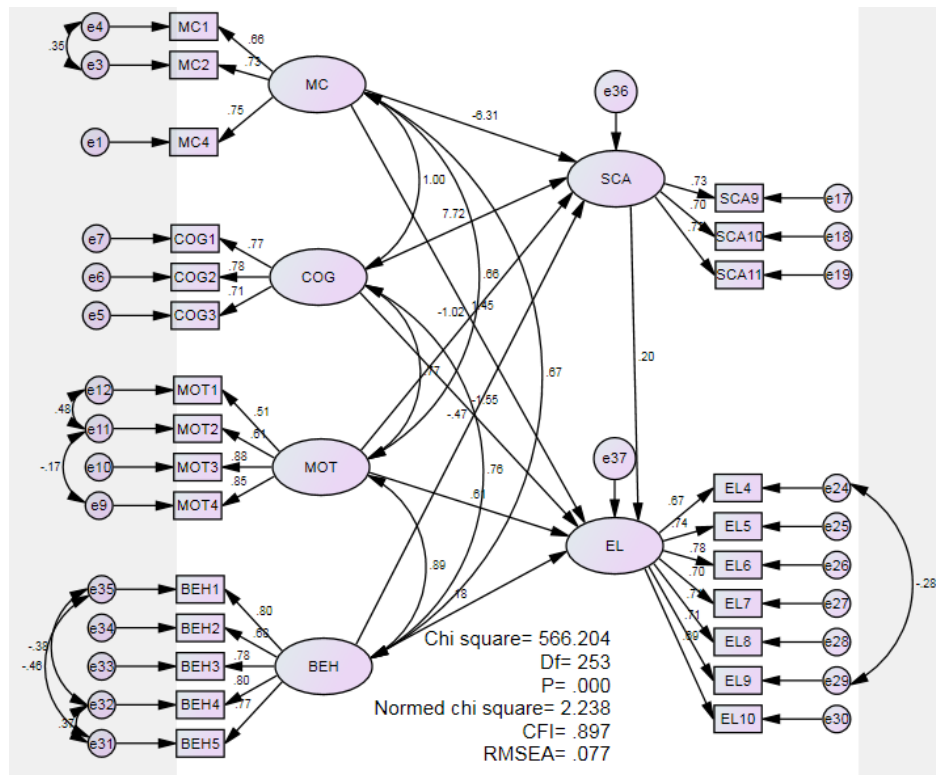 e4
MC1
.35
.66
e3
MC2
.73
MC
e36
e1
MC4
.75
-6.31
SCA
.73
SCA9
e17
1.00
.70
SCA10
e18
e7
COG1
.77
7.72
SCA11
e19
e6
COG2
.78
COG
.66
e5
COG3
.71
-1.02
1.45
.20
.77
.67
e12
MOT1
-.47
-1.55
.48
.51
e11
MOT2
.61
e10
MOT3
.88
MOT
.76
e37
-.17
e9
MOT4
.85
.61
EL4
e24
.67
EL5
e25
.74
EL
.78
EL6
e26
.89
.70
-.28
e35
BEH1
.18
EL7
e27
.80
.71
EL8
e28
e34
BEH2
.69
EL9
e29
-.38
-.46
e33
BEH3
.78
BEH
e32
BEH4
.80
EL10
e30
.37
.77
e31
BEH5
Chi square= 566.204
Df= 253
P= .000
Normed chi square= 2.238
CFI= .897
RMSEA= .077